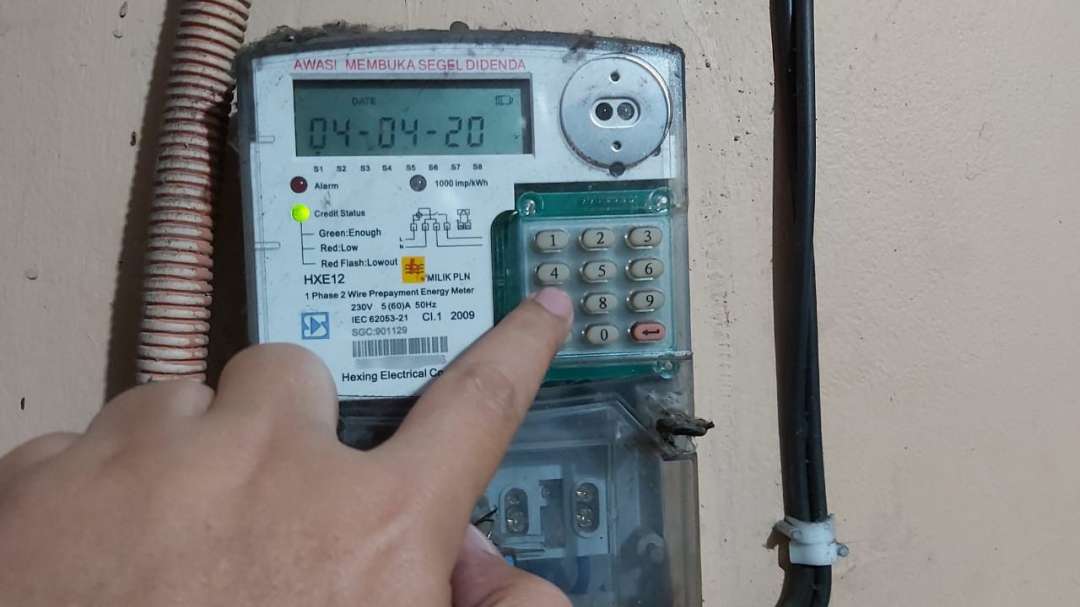 AWASI MEMBUKA SEGEL DIDENDA
DATE
04-04-20
S1 S2 S3 S4 S5 S6 S7 S8
Alarm
1000 imp/kWh
Credit Status
Green:Enough
Red:Low
Red Flash:Lowout
HXE12
MILIK PLN
1 Phase 2 Wire Prepayment Energy Meter
230V 5(60)A 50Hz
IEC 62053-21 Cl.1 2009
SGC:901129
Hexing Electrical
1 2 3
4 5 6
8 9
0